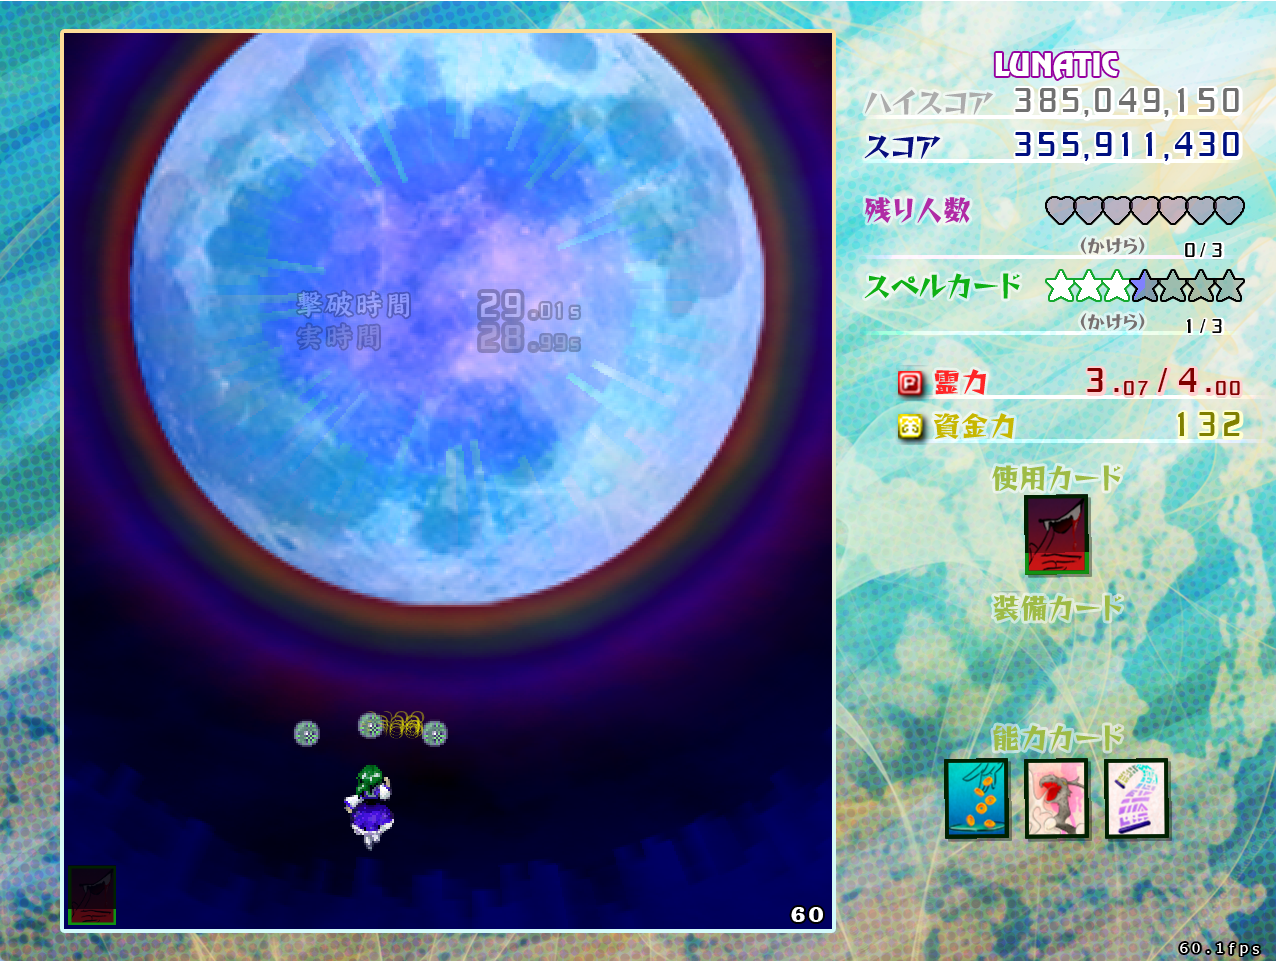 LUNATIC
ハイスコア 385,049,150
スコア 355,911,430
残り人数
(かけら) 0/3
スペルカード
(かけら) 1/3
霊力 3.07/4.00
資金力 132
使用カード
装備カード
能力カード
撃破時間 29.01s
実時間 28.99s
60
60.1fps